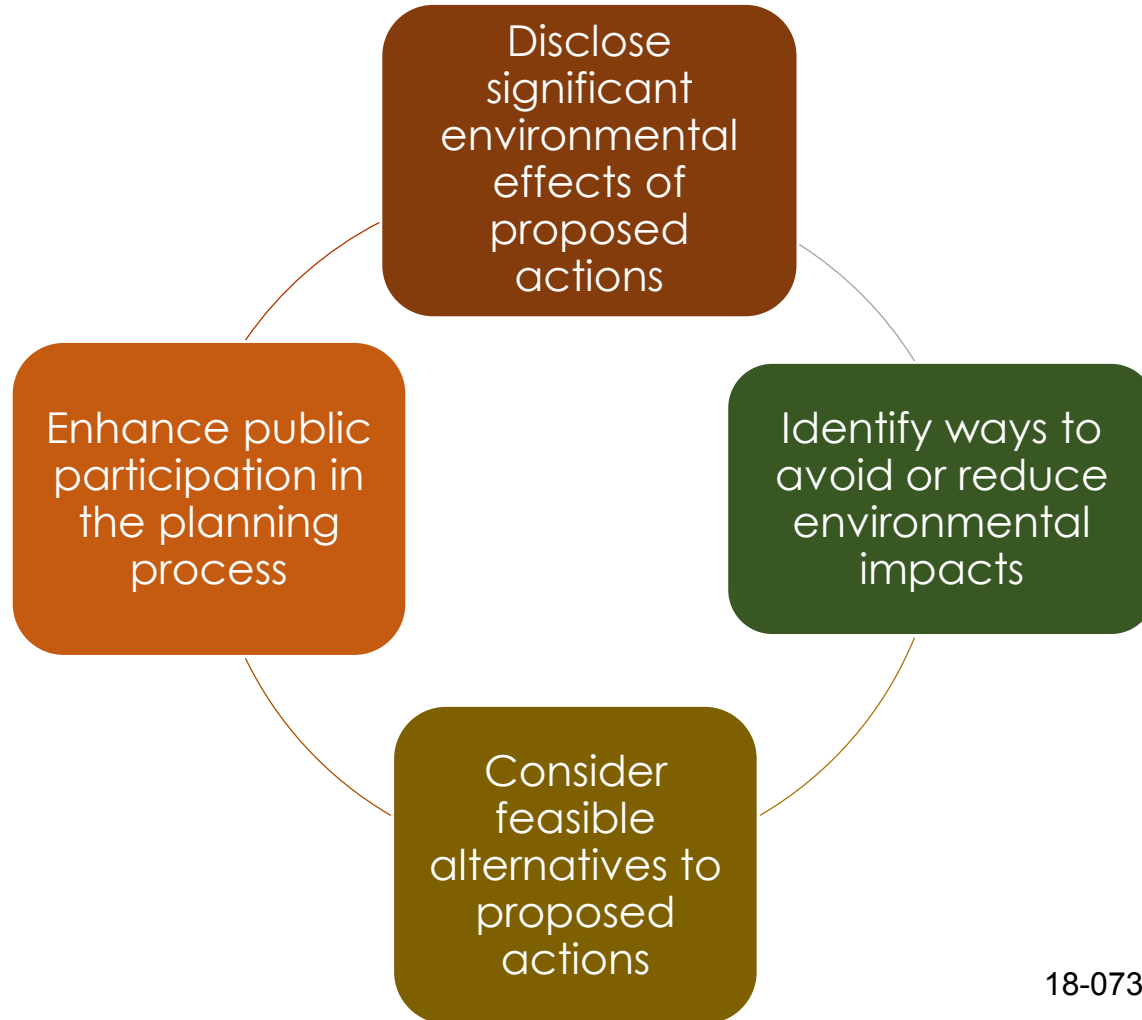 Disclose
significant
environmental
effects of
proposed
actions
Identify ways to
avoid or reduce
environmental
impacts
Consider
feasible
alternatives to
proposed
actions
Enhance public
participation in
the planning
process
18-073